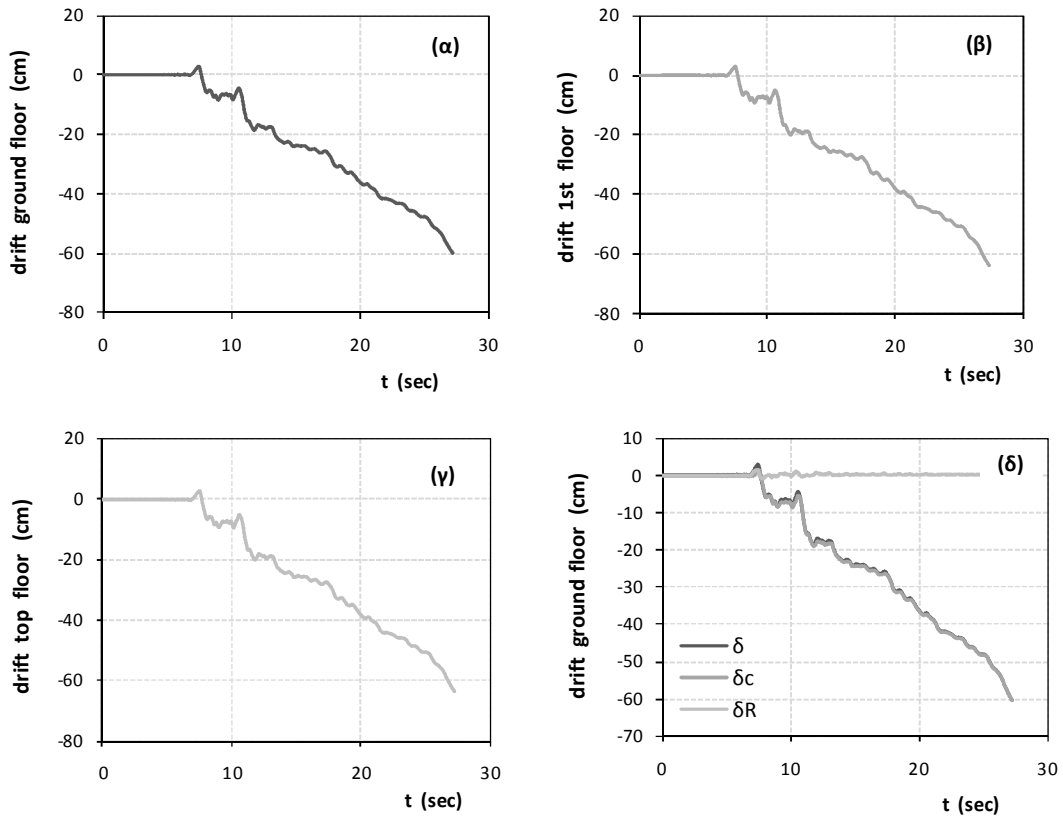 20
0
-20
-40
-60
-80
0 10 20 30
drift ground floor (cm)
t (sec)
(α)
20
0
-20
-40
-60
-80
0 10 20 30
drift 1st floor (cm)
t (sec)
(β)
20
0
-20
-40
-60
-80
0 10 20 30
drift top floor (cm)
t (sec)
(γ)
10
0
-10
-20
-30
-40
-50
-60
-70
0 10 20 30
drift ground floor (cm)
t (sec)
(δ)
δ
δc
δR